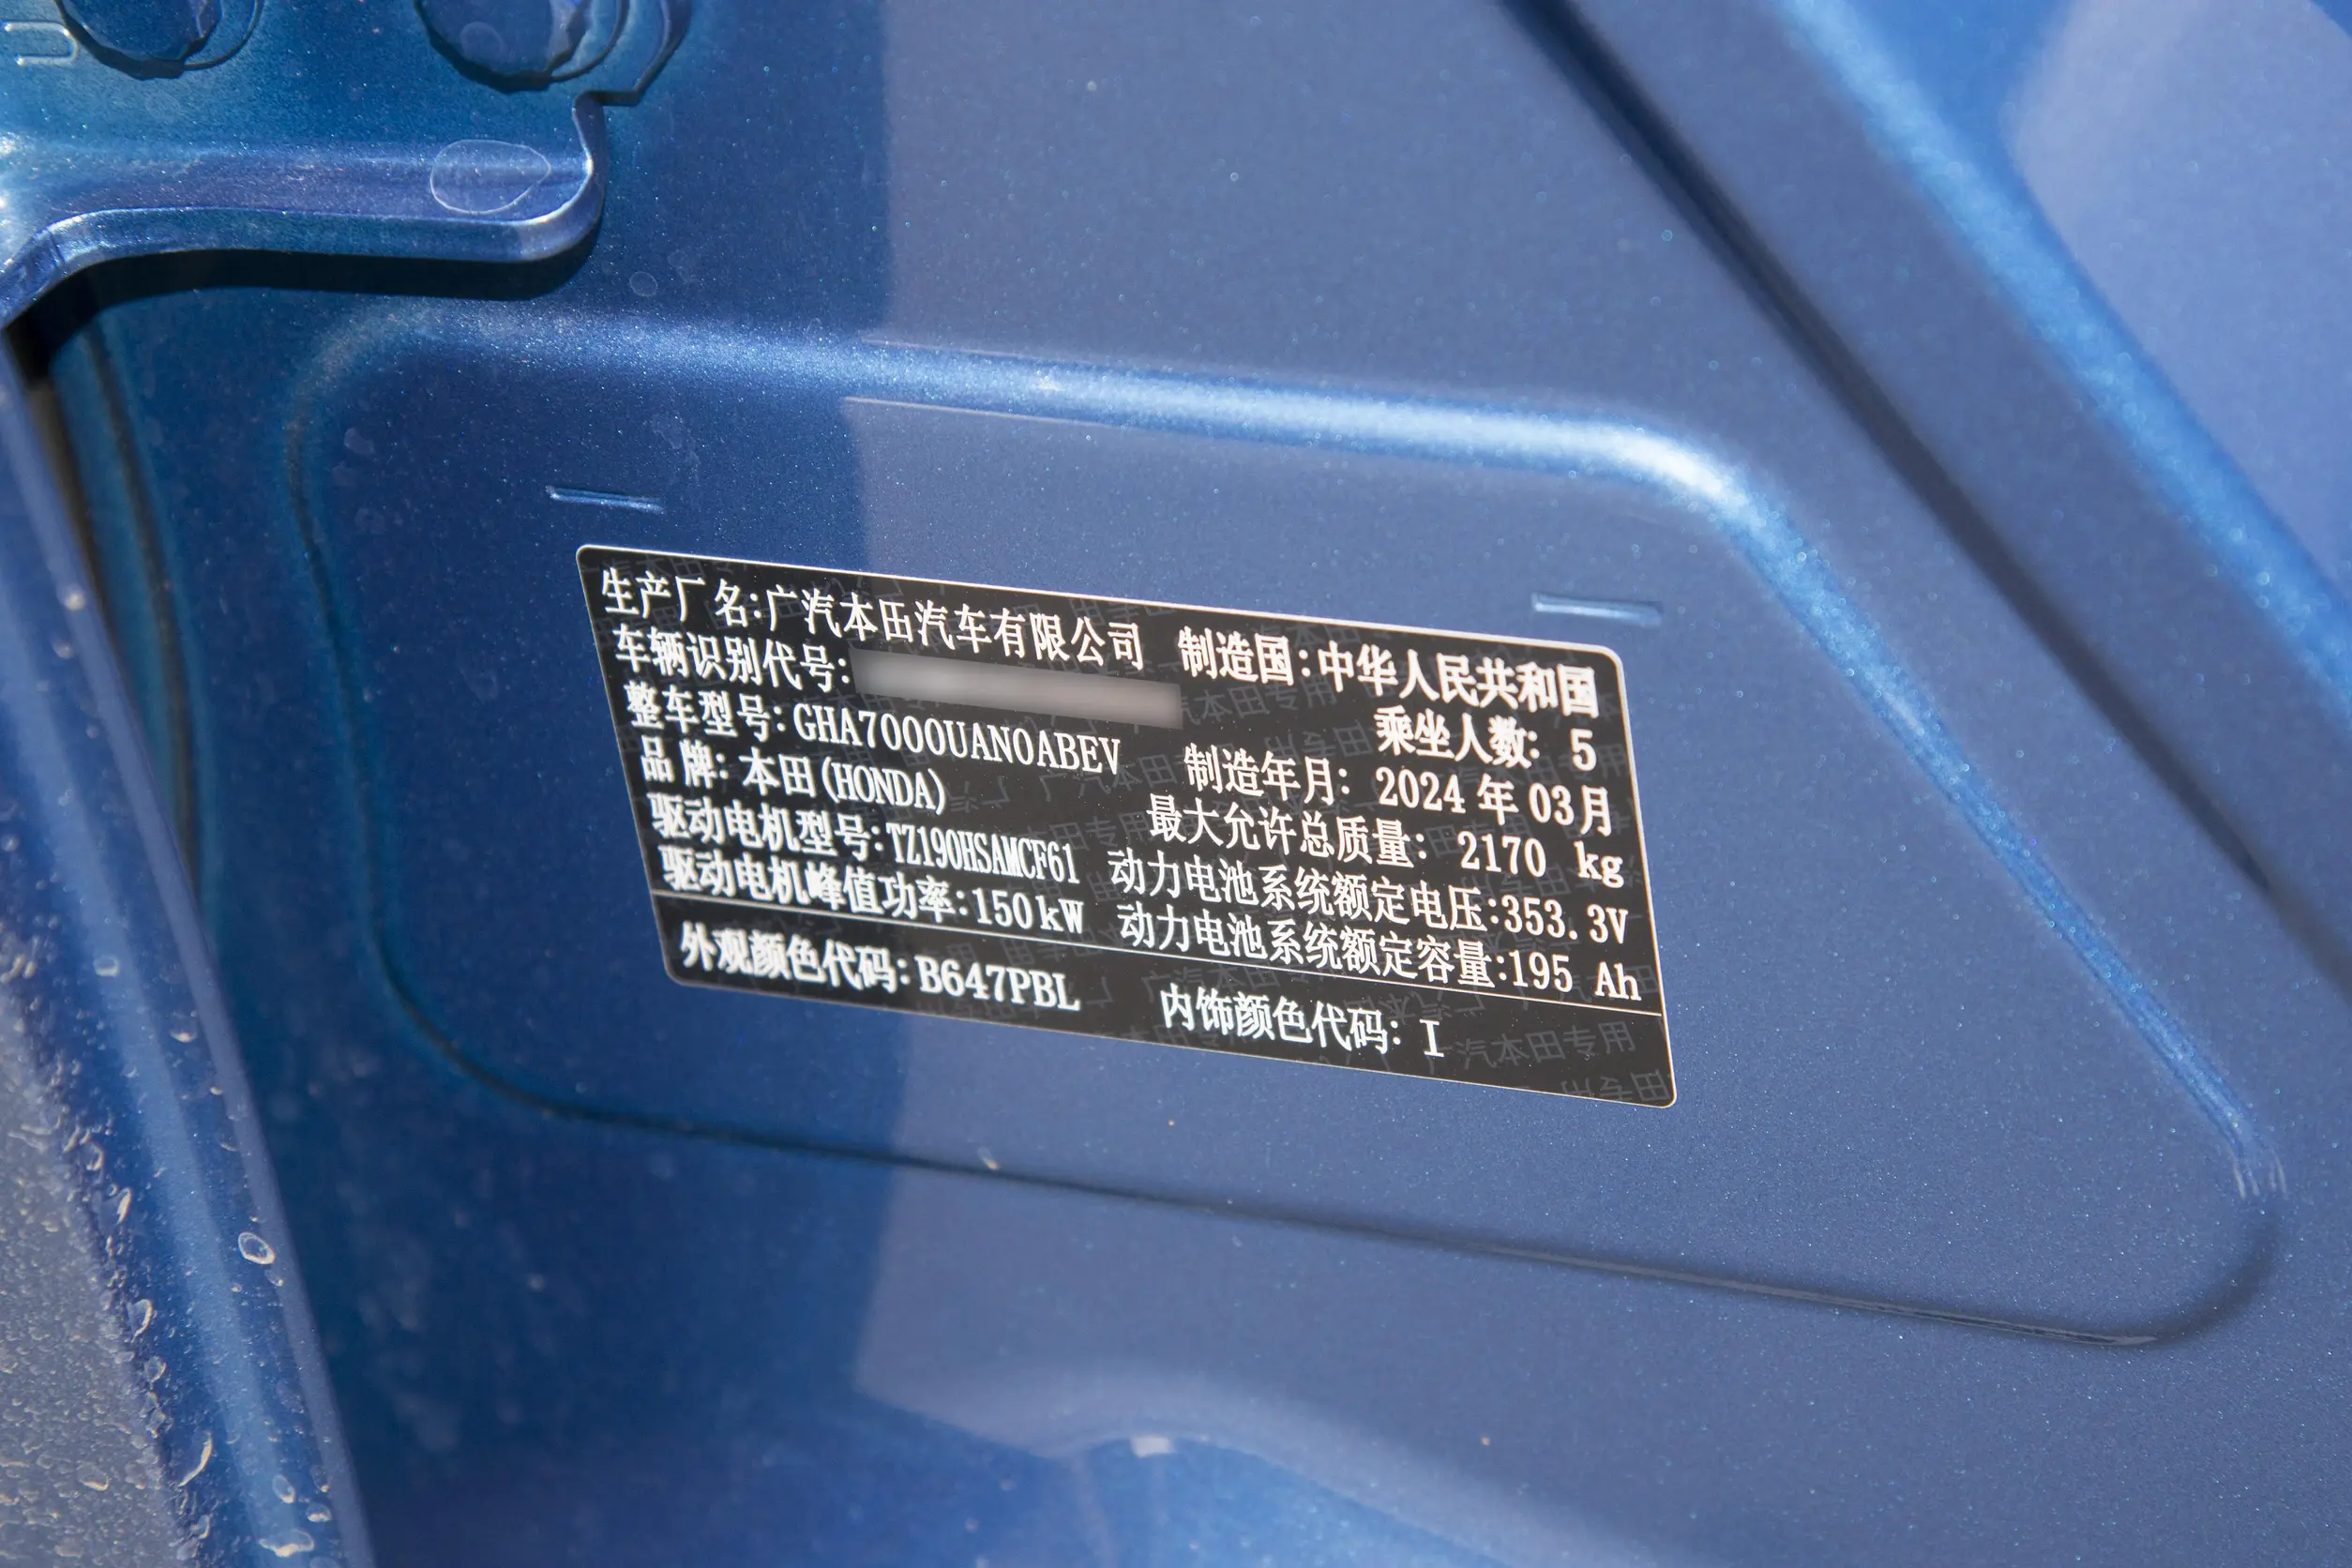 生产厂名:广汽本田汽车有限公司 制造国:中华人民共和国
车辆识别代号: 乘坐人数: 5
整车型号:GHA7000UAN0ABEV 制造年月: 2024年03月
品牌: 本田(HONDA) 最大允许总质量: 2170 kg
驱动电机型号:TZ190HSAMCF61 动力电池系统额定电压:353.3V
驱动电机峰值功率:150kW 动力电池系统额定容量:195 Ah
外观颜色代码:B647PBL 内饰颜色代码: I